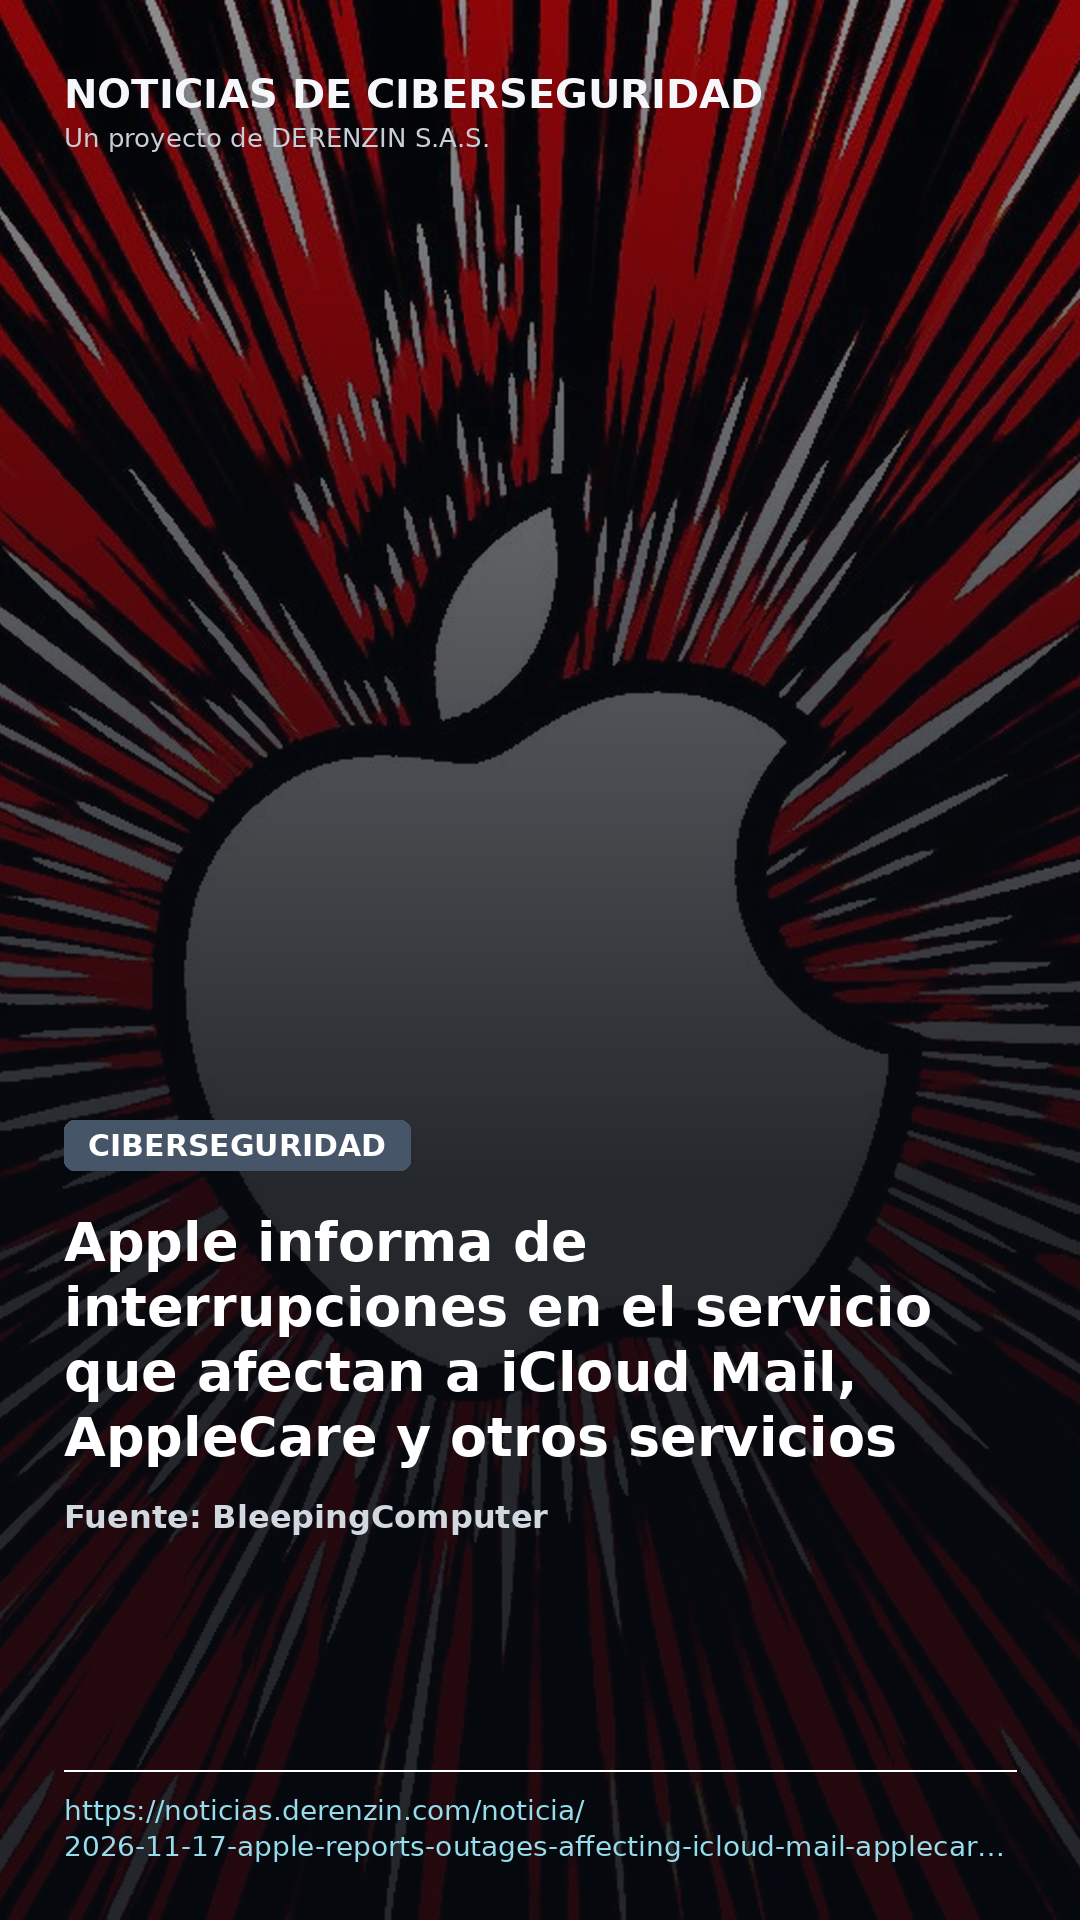 NOTICIAS DE CIBERSEGURIDAD
Un proyecto de DERENZIN S.A.S.
CIBERSEGURIDAD
Apple informa de
interrupciones en el servicio
que afectan a iCloud Mail,
AppleCare y otros servicios
Fuente: BleepingComputer
https://noticias.derenzin.com/noticia/
2026-11-17-apple-reports-outages-affecting-icloud-mail-applecar...